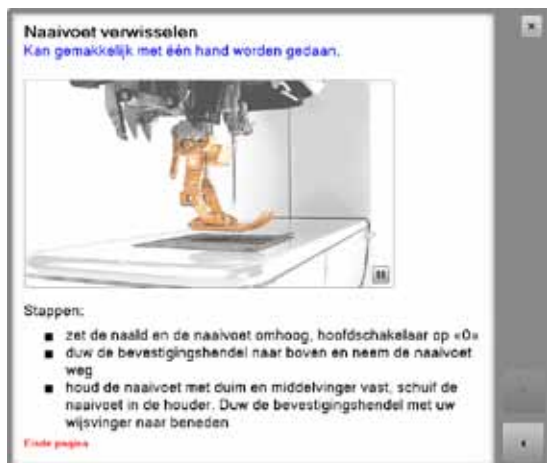 Naaivoet verwisselen
Kan gemakkelijk met één hand worden gedaan.
Stappen:
■ zet de naald en de naaivoet omhoog, hoofdschakelaar op «0»
■ duw de bevestigingshendel naar boven en neem de naaivoet
weg
■ houd de naaivoet met duim en middelvinger vast, schuif de
naaivoet in de houder. Duw de bevestigingshendel met uw
wijsvinger naar beneden
Einde pagina